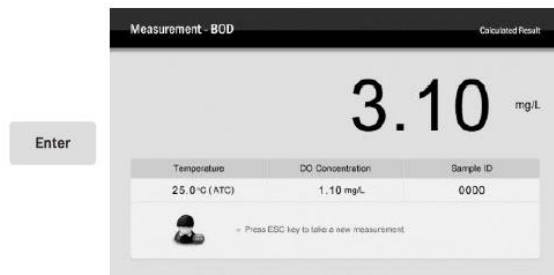 Enter
Measurement - BOD
Calculated Result
3.10 mg/L
Temperature DO Concentration Sample ID
25.0°C (ATC) 1.10 mg/L 0000
» Press ESC key to take a new measurement